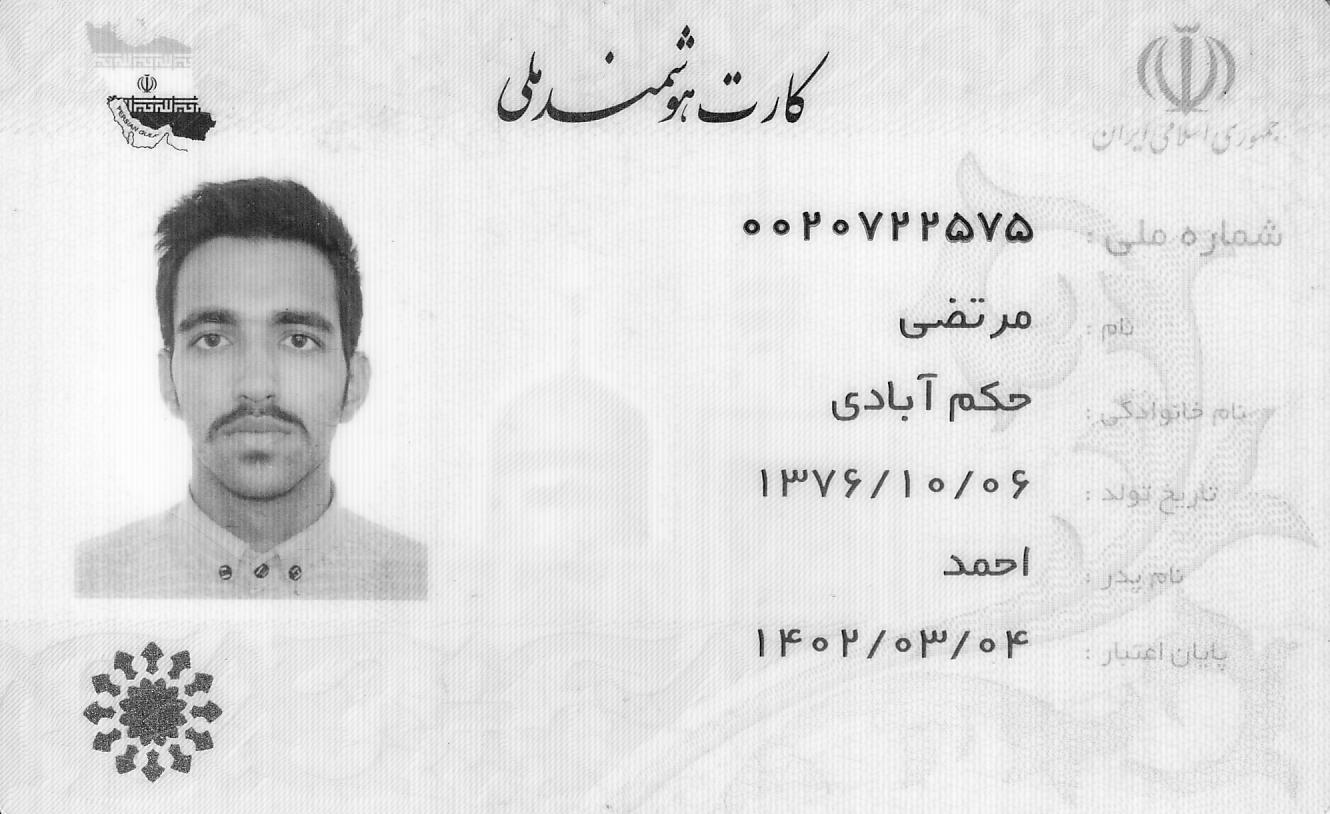 کارت هوشمند ملی
جمهوری اسلامی ایران
PERSIAN GULF
شماره ملی : ۰۰۲۰۷۲۲۵۷۵
نام : مرتضی
نام خانوادگی : حکم آبادی
تاریخ تولد : ۱۳۷۶/۱۰/۰۶
نام پدر : احمد
پایان اعتبار : ۱۴۰۲/۰۳/۰۴